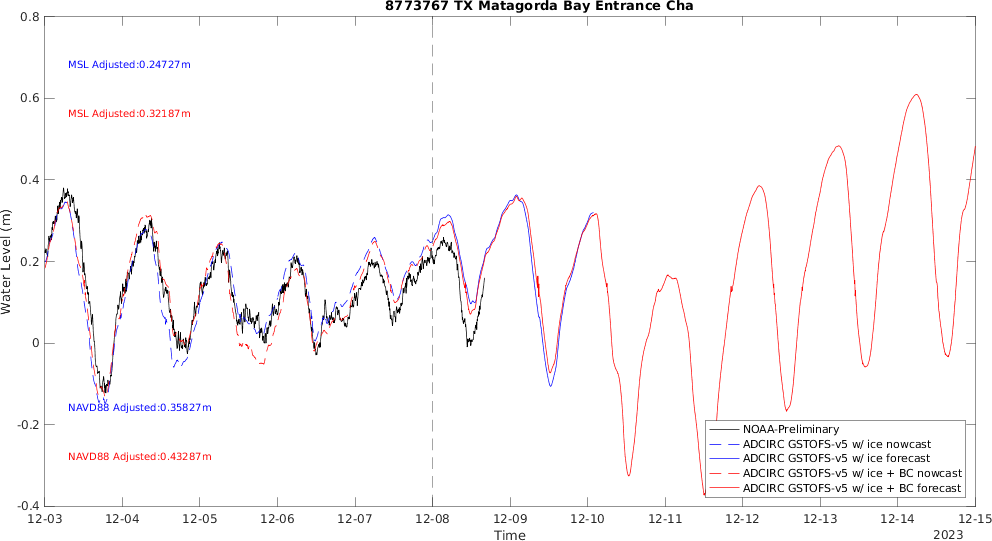 8773767 TX Matagorda Bay Entrance Cha
0.8
0.6
0.4
0.2
0
-0.2
-0.4
Water Level (m)
MSL Adjusted:0.24727m
MSL Adjusted:0.32187m
NAVD88 Adjusted:0.35827m
NAVD88 Adjusted:0.43287m
NOAA-Preliminary
ADCIRC GSTOFS-v5 w/ ice nowcast
ADCIRC GSTOFS-v5 w/ ice forecast
ADCIRC GSTOFS-v5 w/ ice + BC nowcast
ADCIRC GSTOFS-v5 w/ ice + BC forecast
12-03 12-04 12-05 12-06 12-07 12-08 12-09 12-10 12-11 12-12 12-13 12-14 12-15
Time
2023